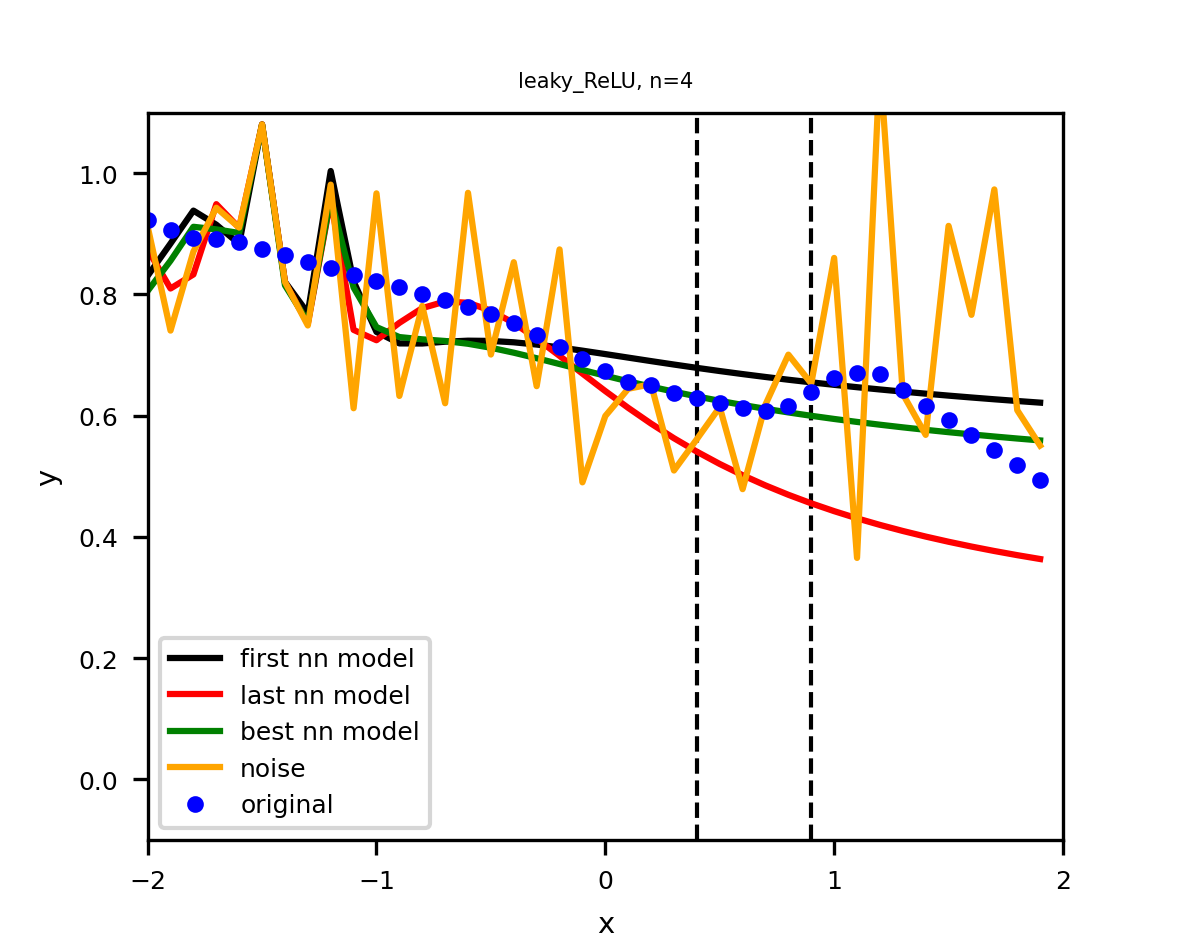 leaky_ReLU, n=4
y
1.0
0.8
0.6
0.4
0.2
0.0
first nn model
last nn model
best nn model
noise
original
−2
−1
0
1
2
x